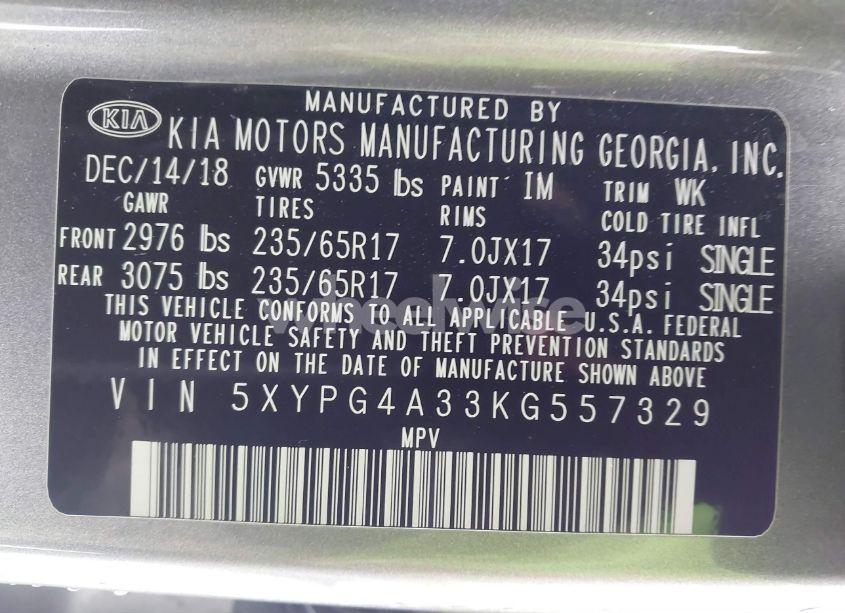 MANUFACTURED BY
KIA KIA MOTORS MANUFACTURING GEORGIA, INC.
DEC/14/18 GVWR 5335 lbs PAINT IM TRIM WK
GAWR TIRES RIMS COLD TIRE INFL
FRONT 2976 lbs 235/65R17 7.0JX17 34psi SINGLE
REAR 3075 lbs 235/65R17 7.0JX17 34psi SINGLE
THIS VEHICLE CONFORMS TO ALL APPLICABLE U.S.A. FEDERAL
MOTOR VEHICLE SAFETY AND THEFT PREVENTION STANDARDS
IN EFFECT ON THE DATE OF MANUFACTURE SHOWN ABOVE
VIN 5XYPG4A33KG557329
MPV